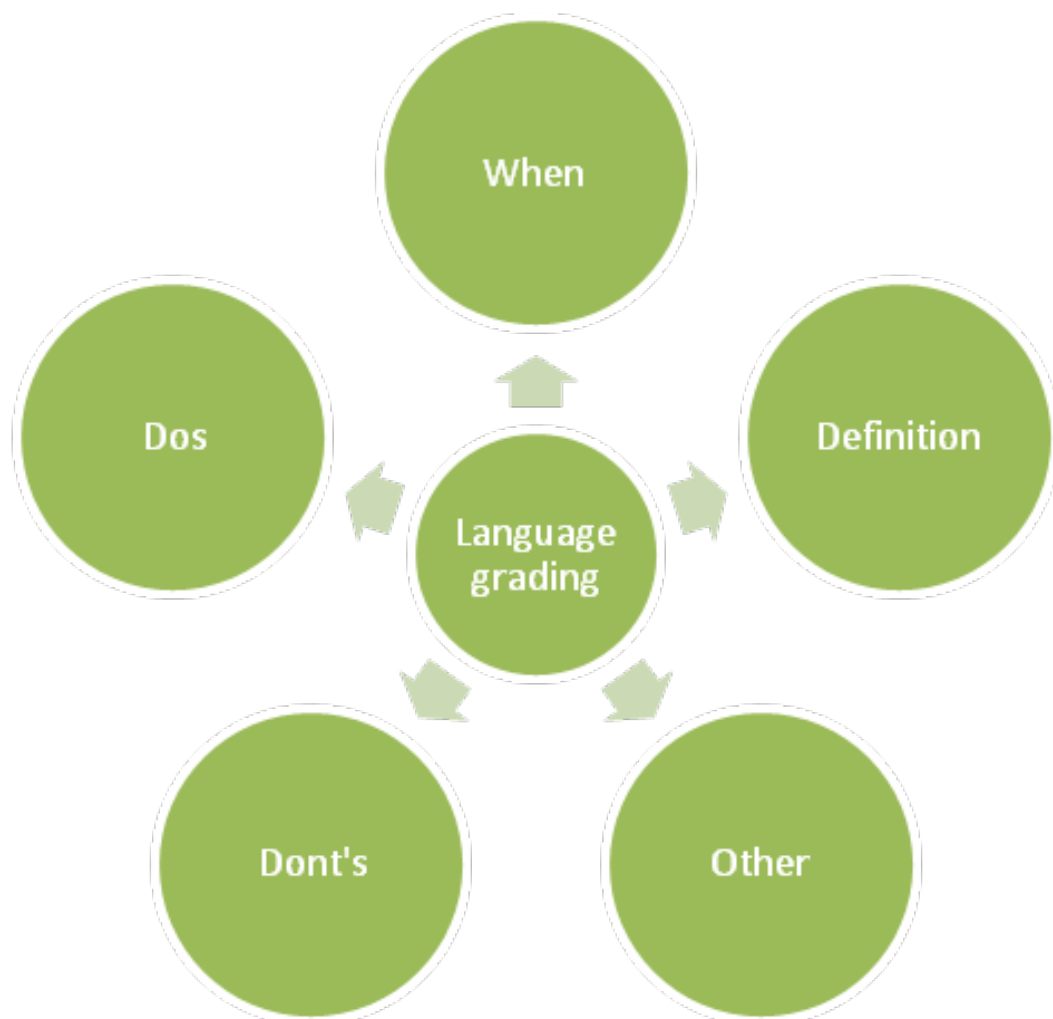 When
Dos
Definition
Language
grading
Dont's
Other